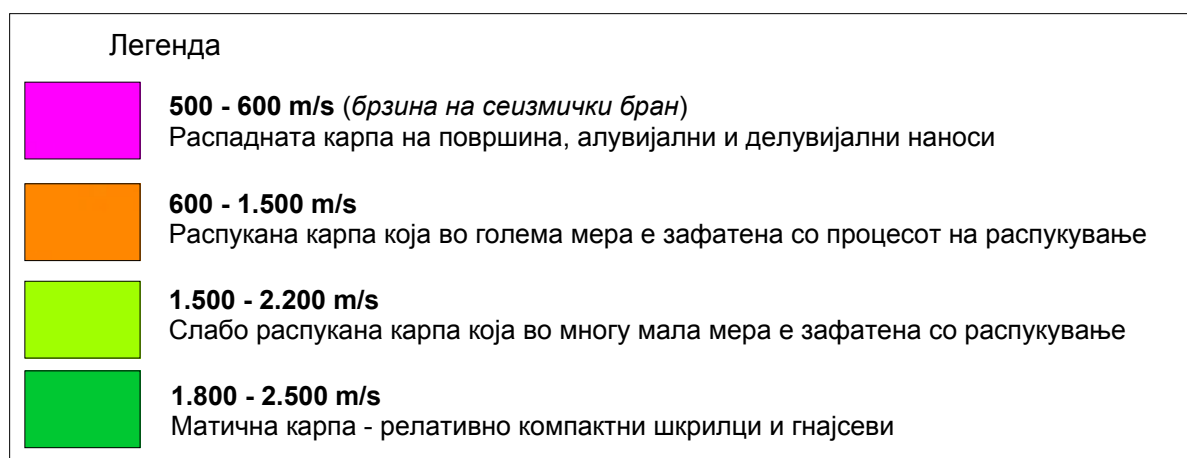 Легенда
500 - 600 m/s (брзина на сеизмички бран)
Распадната карпа на површина, алувијални и делувијални наноси
600 - 1.500 m/s
Распукана карпа која во голема мера е зафатена со процесот на распукување
1.500 - 2.200 m/s
Слабо распукана карпа која во многу мала мера е зафатена со распукување
1.800 - 2.500 m/s
Матична карпа - релативно компактни шкрилци и гнајсеви